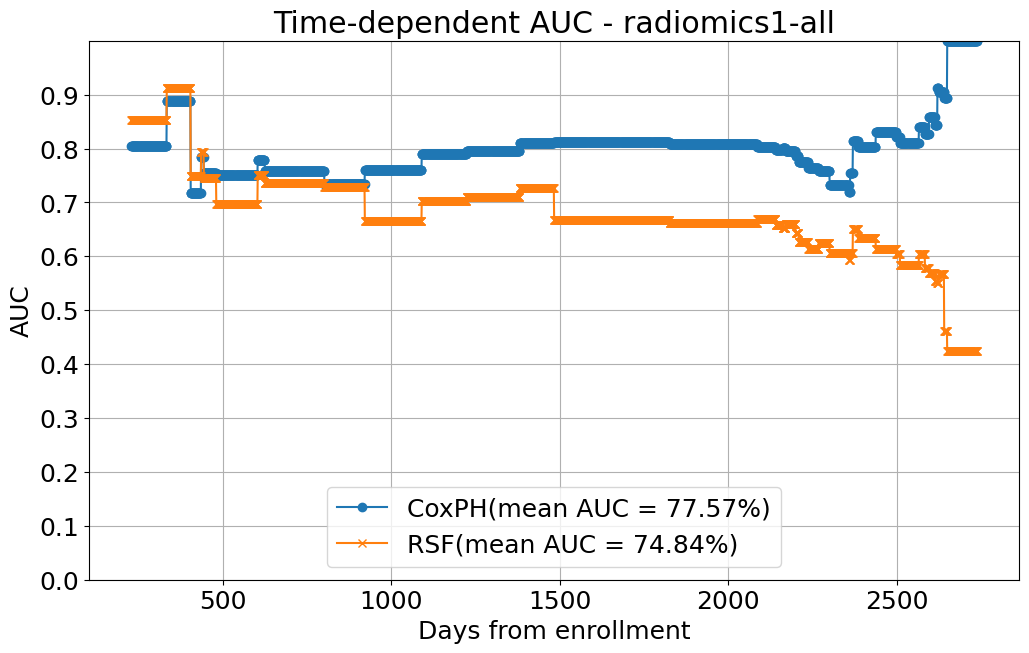 Time-dependent AUC - radiomics1-all
AUC
0.9
0.8
0.7
0.6
0.5
0.4
0.3
0.2
0.1
0.0
CoxPH(mean AUC = 77.57%)
RSF(mean AUC = 74.84%)
500 1000 1500 2000 2500
Days from enrollment